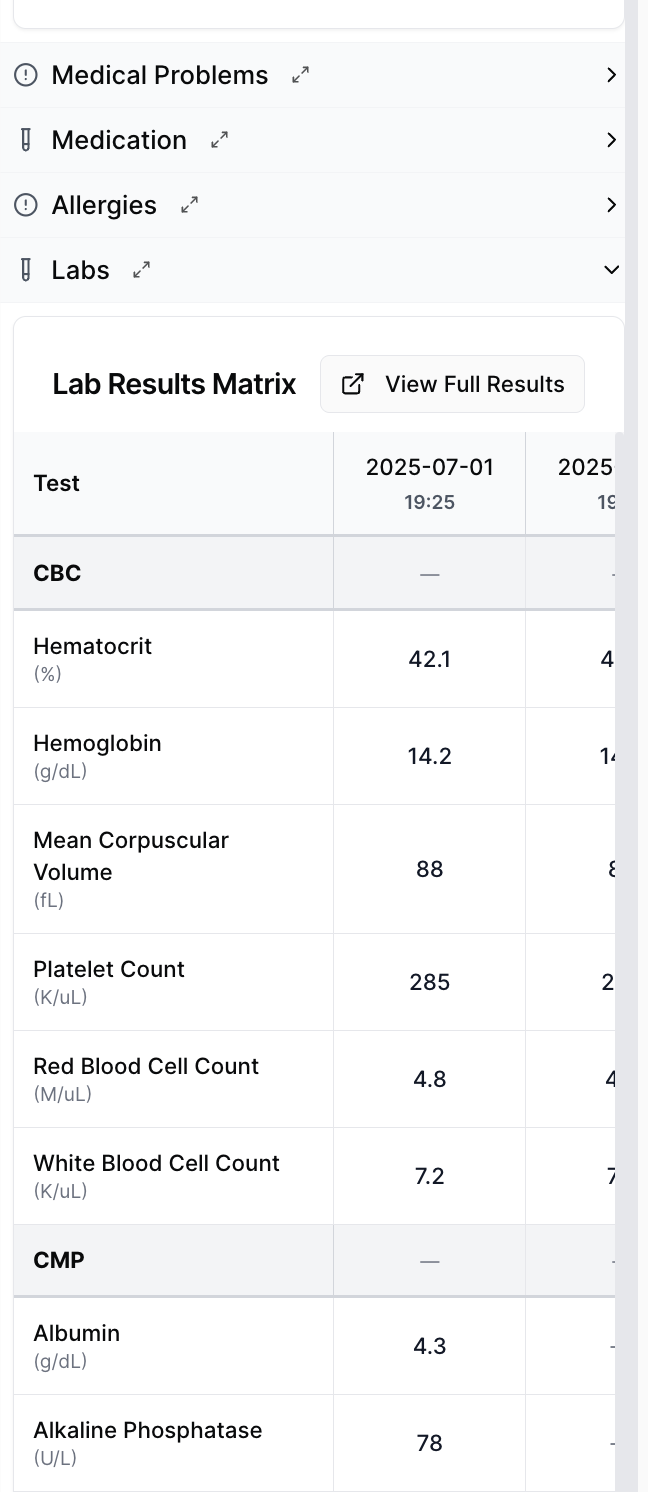 Medical Problems
Medication
Allergies
Labs
Lab Results Matrix
View Full Results
Test
2025-07-01
19:25
2025
19
CBC
—
Hematocrit
(%)
42.1
4
Hemoglobin
(g/dL)
14.2
14
Mean Corpuscular
Volume
(fL)
88
Platelet Count
(K/uL)
285
2
Red Blood Cell Count
(M/uL)
4.8
4
White Blood Cell Count
(K/uL)
7.2
7
CMP
—
Albumin
(g/dL)
4.3
Alkaline Phosphatase
(U/L)
78